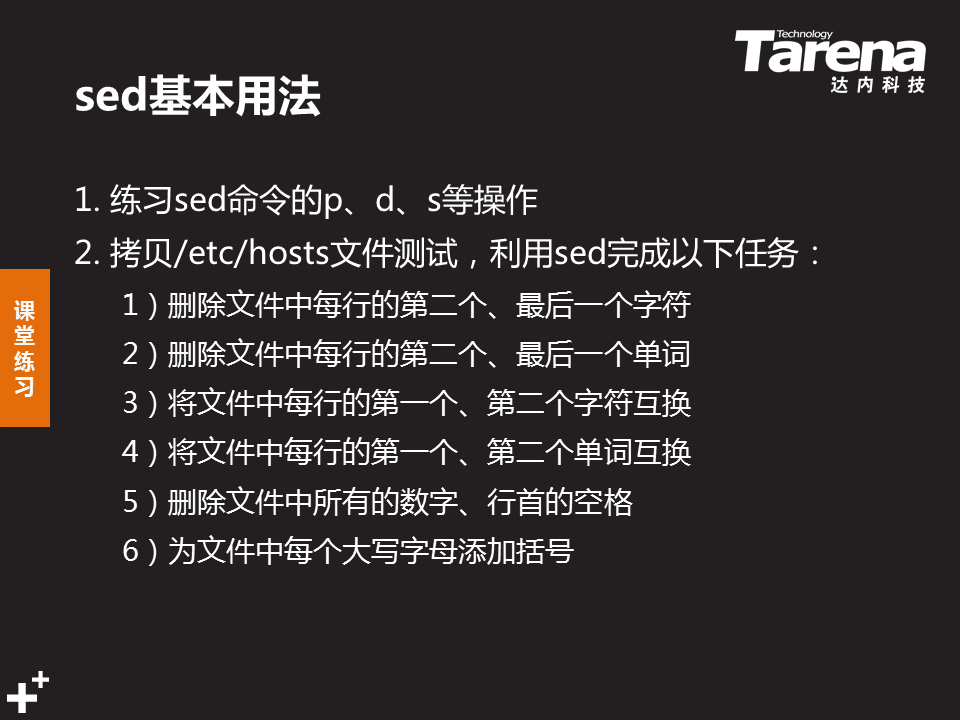 Technology
Tarena
达内科技
sed基本用法
1. 练习sed命令的p、d、s等操作
2. 拷贝/etc/hosts文件测试，利用sed完成以下任务：
1）删除文件中每行的第二个、最后一个字符
2）删除文件中每行的第二个、最后一个单词
3）将文件中每行的第一个、第二个字符互换
4）将文件中每行的第一个、第二个单词互换
5）删除文件中所有的数字、行首的空格
6）为文件中每个大写字母添加括号
课
堂
练
习